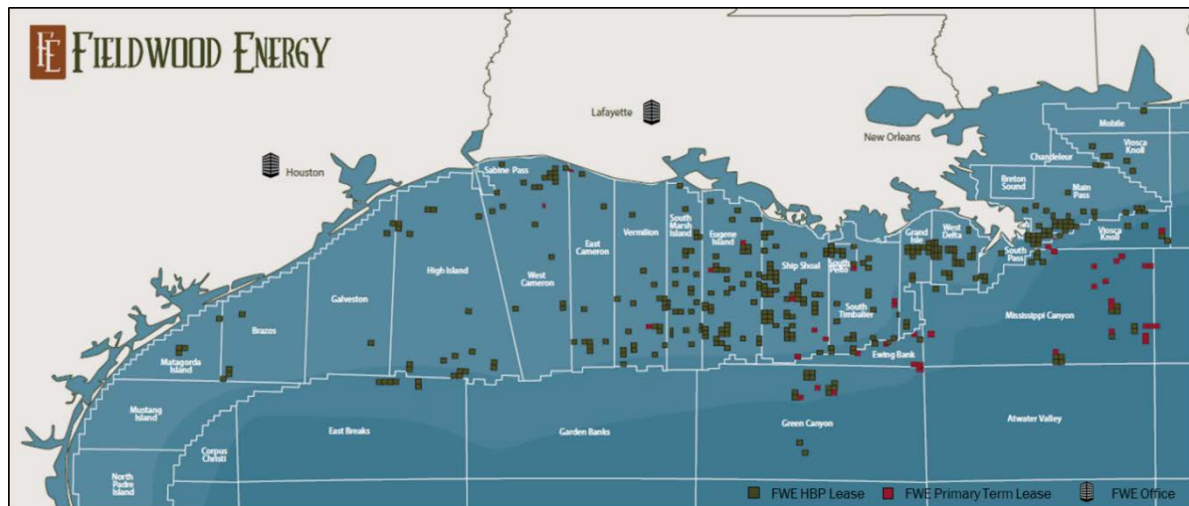 FE FIELDWOOD ENERGY
Lafayette
New Orleans
Houston
Mobile
Viosca
Knoll
Chandeleur
Sabine Pass
Breton
Sound
Main
Pass
South
Marsh
Island
Eugene
Island
Grand
Isle
West
Delta
Viosca
Knoll
East
Cameron
Vermilion
South
Pass
High Island
West
Cameron
Ship Shoal
South
Pelto
Galveston
South
Timbalier
Mississippi Canyon
Brazos
Matagorda
Island
Ewing Bank
Mustang
Island
East Breaks
Garden Banks
Green Canyon
Atwater Valley
Corpus
Christi
North
Padre
Island
FWE HBP Lease
FWE Primary Term Lease
FWE Office